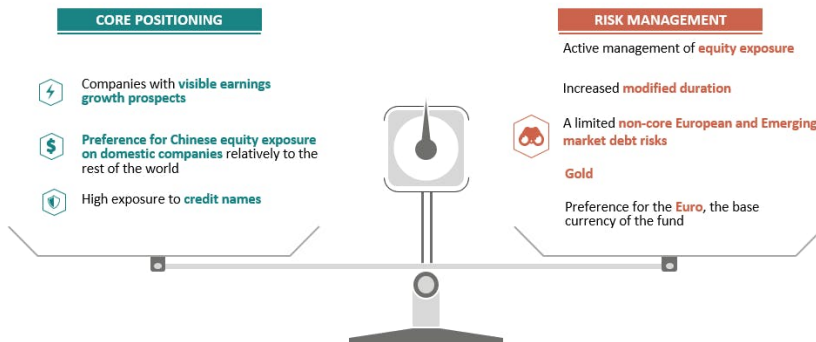 CORE POSITIONING
Companies with visible earnings
growth prospects
$
Preference for Chinese equity exposure
on domestic companies relatively to the
rest of the world
High exposure to credit names
RISK MANAGEMENT
Active management of equity exposure
Increased modified duration
A limited non-core European and Emerging
market debt risks
Gold
Preference for the Euro, the base
currency of the fund